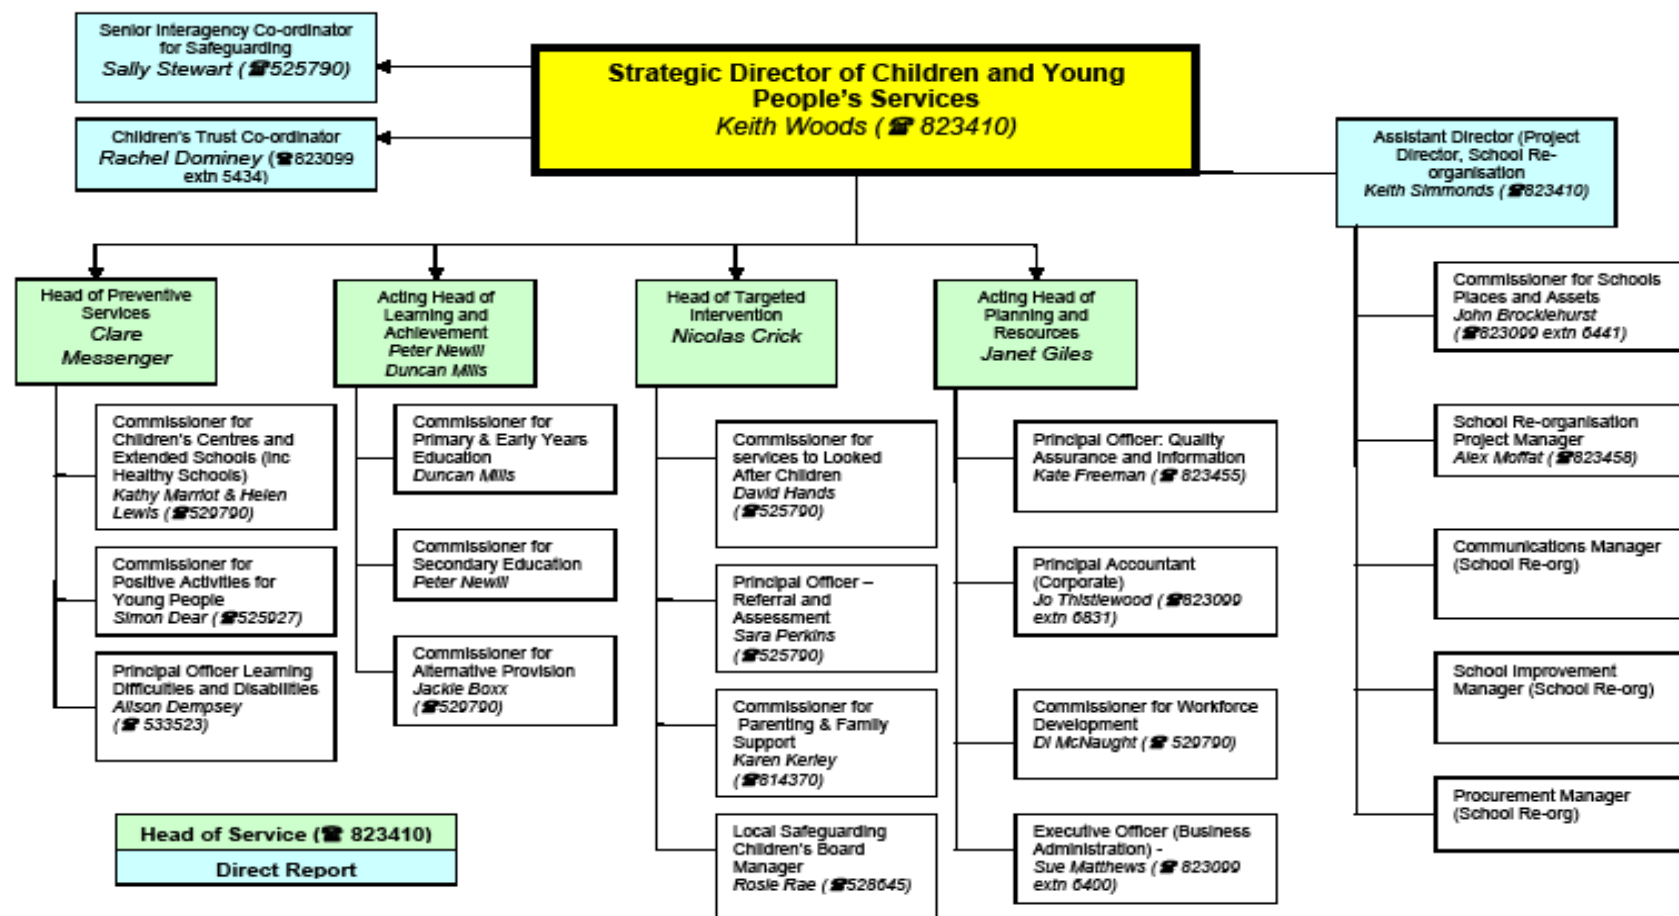 Senior Interagency Co-ordinator
for Safeguarding
Sally Stewart (☎525790)
Children's Trust Co-ordinator
Rachel Dominey (☎823099
extn 5434)
Strategic Director of Children and Young
People's Services
Keith Woods (☎ 823410)
Assistant Director (Project
Director, School Re-
organisation
Keith Simmonds (☎823410)
Head of Preventive
Services
Clare
Messenger
Acting Head of
Learning and
Achievement
Peter Newill
Duncan Mills
Head of Targeted
Intervention
Nicolas Crick
Acting Head of
Planning and
Resources
Janet Giles
Commissioner for
Children's Centres and
Extended Schools (inc
Healthy Schools)
Kathy Marriot & Helen
Lewis (☎529790)
Commissioner for
Positive Activities for
Young People
Simon Dear (☎525927)
Principal Officer Learning
Difficulties and Disabilities
Alison Dempsey
(☎ 533523)
Commissioner for
Primary & Early Years
Education
Duncan Mills
Commissioner for
Secondary Education
Peter Newill
Commissioner for
Alternative Provision
Jackie Boxx
(☎529790)
Commissioner for
services to Looked
After Children
David Hands
(☎525790)
Principal Officer –
Referral and
Assessment
Sara Perkins
(☎525790)
Commissioner for
Parenting & Family
Support
Karen Kerley
(☎814370)
Local Safeguarding
Children's Board
Manager
Rosie Rae (☎528645)
Principal Officer: Quality
Assurance and Information
Kate Freeman (☎ 823455)
Principal Accountant
(Corporate)
Jo Thistlewood (☎823099
extn 6831)
Commissioner for Workforce
Development
Di McNaught (☎ 529790)
Executive Officer (Business
Administration) -
Sue Matthews (☎ 823099
extn 6400)
Commissioner for Schools
Places and Assets
John Brocklehurst
(☎823099 extn 6441)
School Re-organisation
Project Manager
Alex Moffat (☎823458)
Communications Manager
(School Re-org)
School Improvement
Manager (School Re-org)
Procurement Manager
(School Re-org)
Head of Service (☎ 823410)
Direct Report